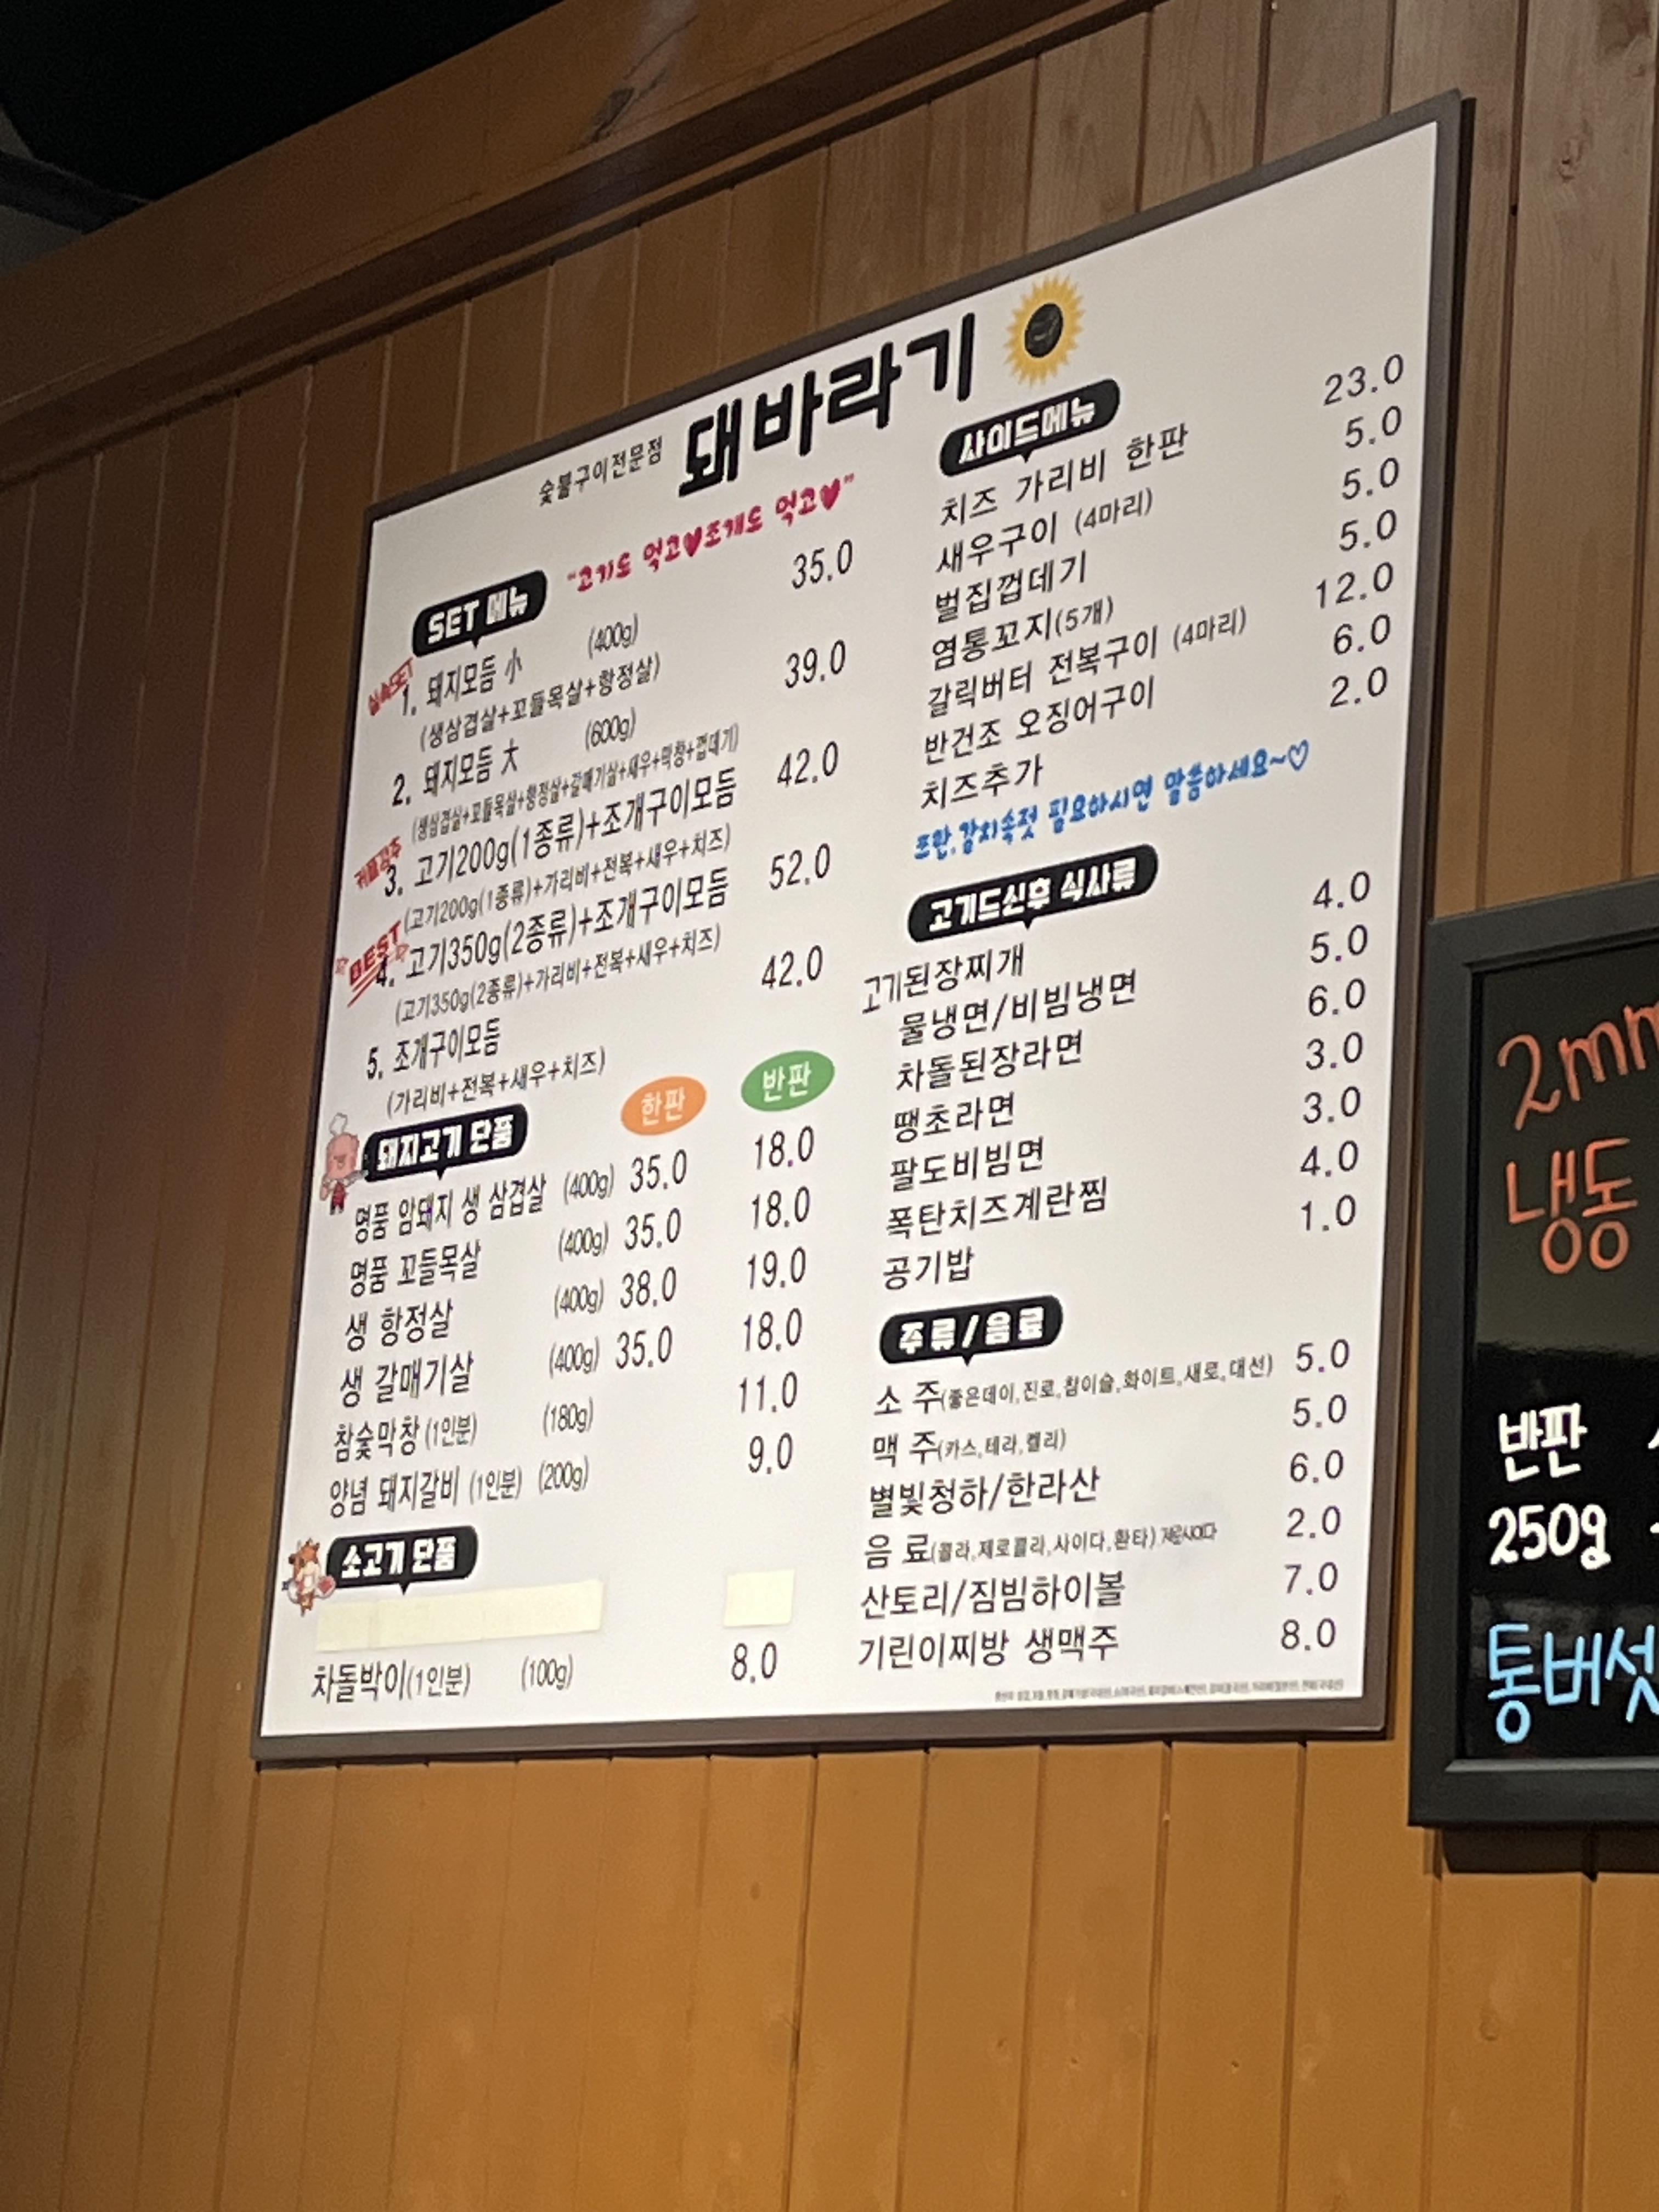 숯불구이전문점 돼바라기
"고기도 먹고♥조개도 먹고♥"
SET 메뉴
1. 돼지모듬 小 (400g) 35.0
(생삼겹살+꼬들목살+항정살)
2. 돼지모듬 大 (600g) 39.0
(생삼겹살+꼬들목살+항정살+갈매기살+새우+막창+껍데기)
3. 고기200g(1종류)+조개구이모듬 42.0
(고기200g(1종류)+가리비+전복+새우+치즈)
BEST
4. 고기350g(2종류)+조개구이모듬 52.0
(고기350g(2종류)+가리비+전복+새우+치즈)
5. 조개구이모듬 42.0
(가리비+전복+새우+치즈)
돼지고기 단품 한판 반판
명품 암돼지 생 삼겹살 (400g) 35.0 18.0
명품 꼬들목살 (400g) 35.0 18.0
생 항정살 (400g) 38.0 19.0
생 갈매기살 (400g) 35.0 18.0
참숯막창 (1인분) (180g) 11.0
양념 돼지갈비 (1인분) (200g) 9.0
소고기 단품
차돌박이(1인분) (100g) 8.0
사이드메뉴
치즈 가리비 한판 23.0
새우구이 (4마리) 5.0
벌집껍데기 5.0
염통꼬지(5개) 5.0
갈릭버터 전복구이 (4마리) 12.0
반건조 오징어구이 6.0
치즈추가 2.0
쯔란,갈치속젓 필요하시면 말씀하세요~♡
고기드신후 식사류
고기된장찌개 4.0
물냉면/비빔냉면 5.0
차돌된장라면 6.0
땡초라면 3.0
팔도비빔면 3.0
폭탄치즈계란찜 4.0
공기밥 1.0
주류/음료
소 주(좋은데이,진로,참이슬,화이트,새로,대선) 5.0
맥 주(카스,테라,켈리) 5.0
별빛청하/한라산 6.0
음 료(콜라,제로콜라,사이다,환타) 제로사이다 2.0
산토리/짐빔하이볼 7.0
기린이찌방 생맥주 8.0
2mm
냉동
반판
250g
통버섯